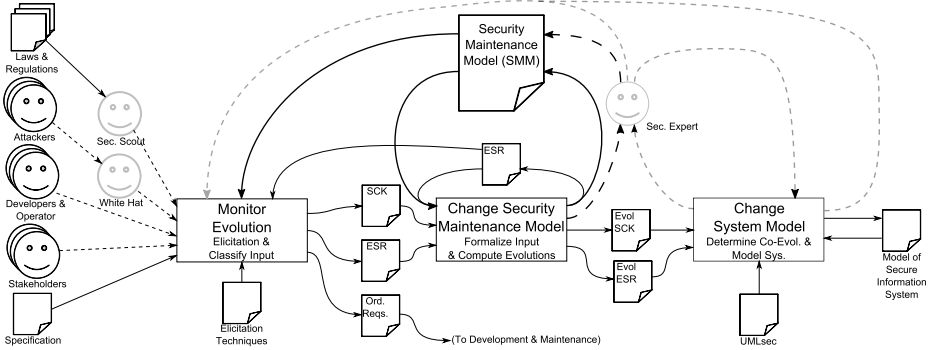 Laws &
Regulations
Attackers
Developers &
Operator
Stakeholders
Specification
Sec. Scout
White Hat
Monitor
Evolution
Elicitation &
Classify Input
Elicitation
Techniques
SCK
ESR
Ord.
Reqs.
(To Development & Maintenance)
Security
Maintenance
Model (SMM)
ESR
Change Security
Maintenance Model
Formalize Input
& Compute Evolutions
Sec. Expert
Evol
SCK
Evol
ESR
Change
System Model
Determine Co-Evol. &
Model Sys.
UMLsec
Model of
Secure
Information
System